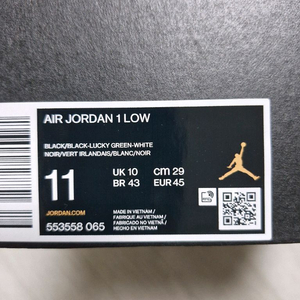 AIR JORDAN 1 LOW
BLACK/BLACK-LUCKY GREEN-WHITE
NOIR/VERT IRLANDAIS/BLANC/NOIR
11
UK 10 CM 29
BR 43 EUR 45
JORDAN.COM
553558 065
MADE IN VIETNAM /
FABRIQUÉ AU VIETNAM /
FABRICADO NO VIETNÃ /
HECHO EN VIETNAM